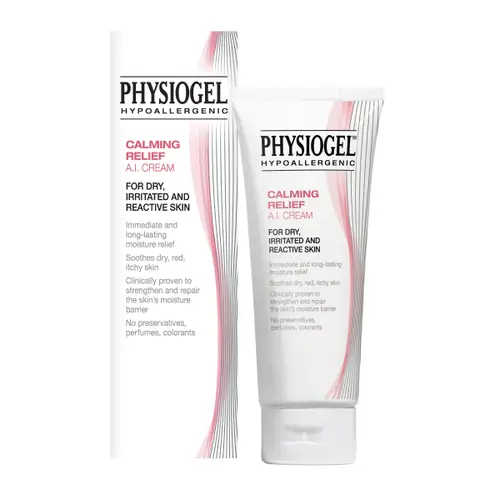 PHYSIOGEL
HYPOALLERGENIC
CALMING
RELIEF
A.I. CREAM
FOR DRY,
IRRITATED AND
REACTIVE SKIN
Immediate and
long-lasting
moisture relief
Soothes dry, red,
itchy skin
Clinically proven to
strengthen and repair
the skin's moisture
barrier
No preservatives,
perfumes, colorants
PHYSIOGEL™
HYPOALLERGENIC
CALMING
RELIEF
A.I. CREAM
FOR DRY,
IRRITATED AND
REACTIVE SKIN
Immediate and long-lasting
moisture relief
Soothes dry, red, itchy skin
Clinically proven to
strengthen and repair
the skin's moisture barrier
No preservatives,
perfumes, colorants